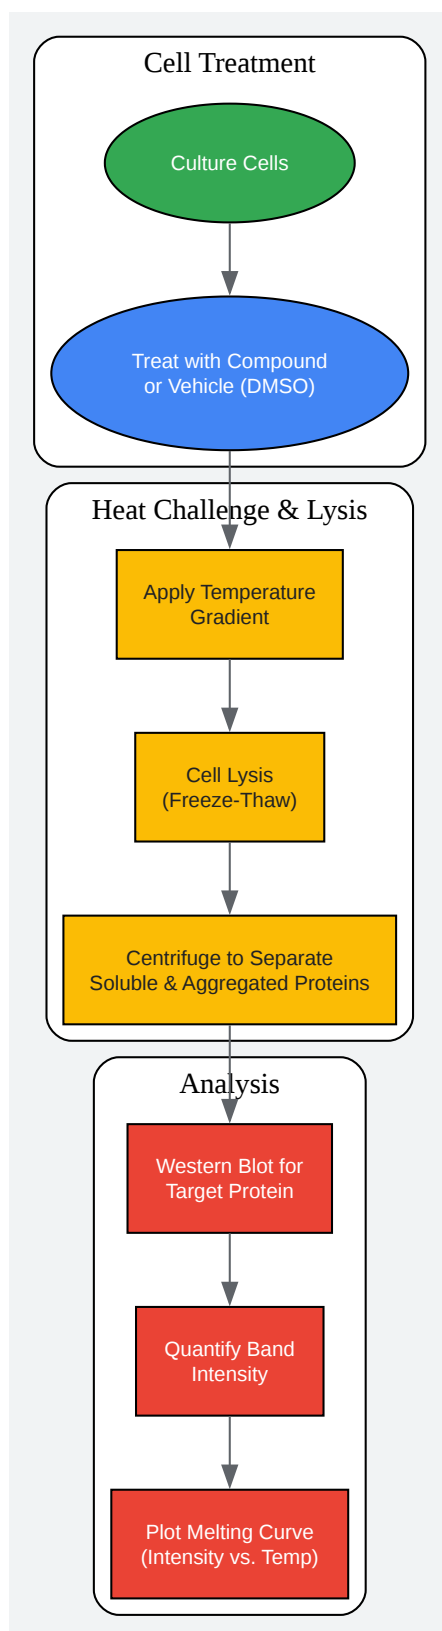 Cell Treatment
Culture Cells
Treat with Compound
or Vehicle (DMSO)
Heat Challenge & Lysis
Apply Temperature
Gradient
Cell Lysis
(Freeze-Thaw)
Centrifuge to Separate
Soluble & Aggregated Proteins
Analysis
Western Blot for
Target Protein
Quantify Band
Intensity
Plot Melting Curve
(Intensity vs. Temp)